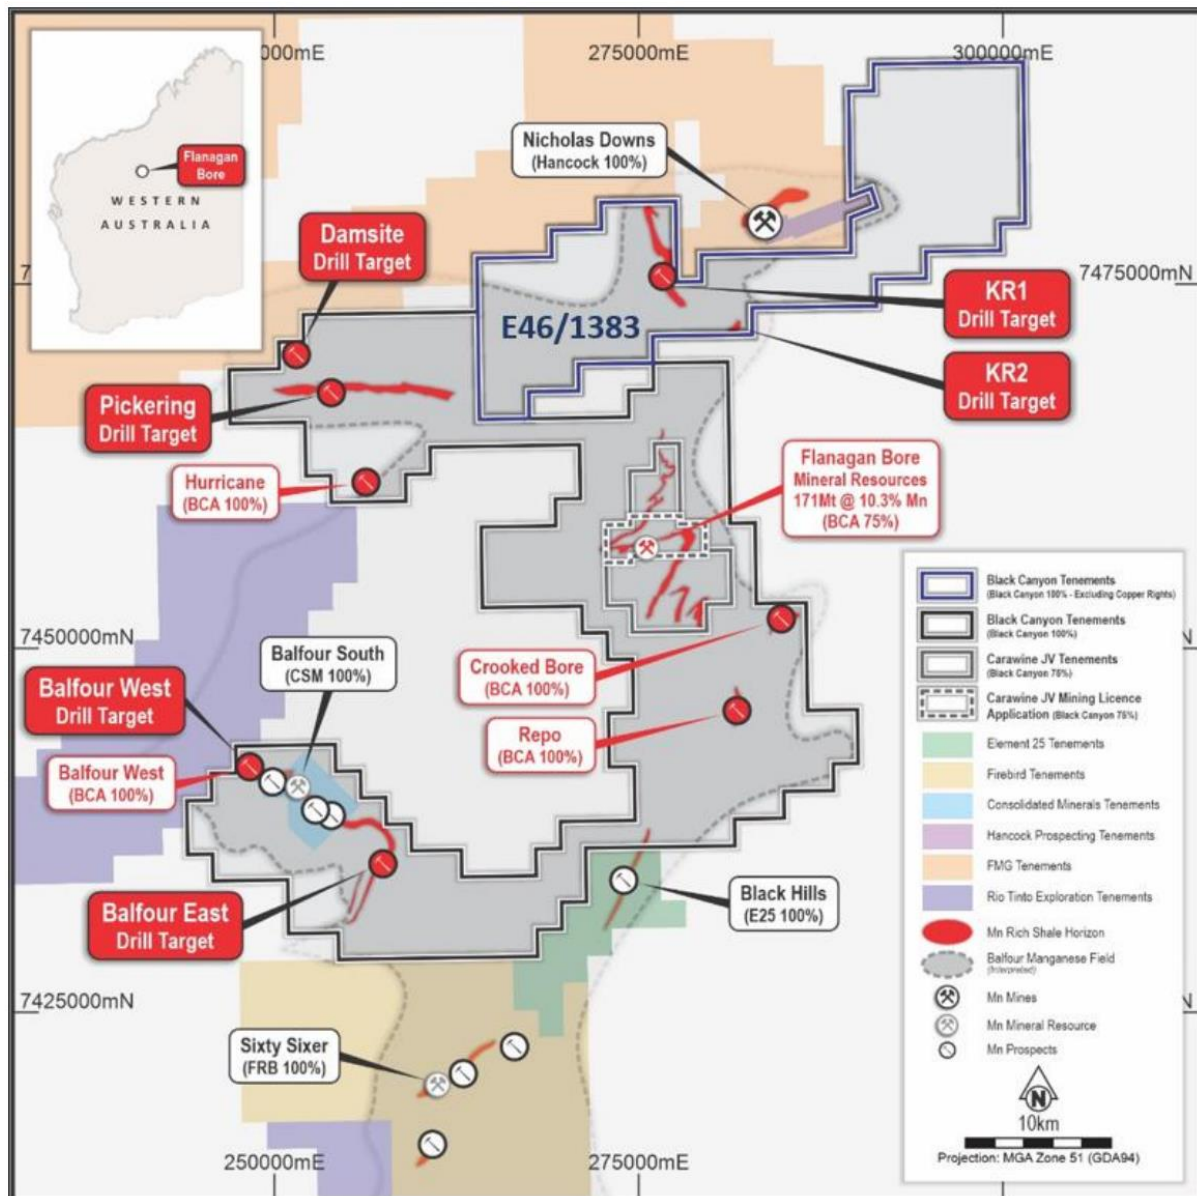 000mE
275000mE
300000mE
Flanagan
Bore
WESTERN
AUSTRALIA
Nicholas Downs
(Hancock 100%)
Damsite
Drill Target
7
7475000mN
E46/1383
KR1
Drill Target
KR2
Drill Target
Pickering
Drill Target
Hurricane
(BCA 100%)
Flanagan Bore
Mineral Resources
171Mt @ 10.3% Mn
(BCA 75%)
7450000mN
N
Balfour South
(CSM 100%)
Crooked Bore
(BCA 100%)
Balfour West
Drill Target
Repo
(BCA 100%)
Balfour West
(BCA 100%)
Balfour East
Drill Target
Black Hills
(E25 100%)
7425000mN
N
Sixty Sixer
(FRB 100%)
250000mE
275000mE
Black Canyon Tenements
(Black Canyon 100% - Excluding Copper Rights)
Black Canyon Tenements
(Black Canyon 100%)
Carawine JV Tenements
(Black Canyon 75%)
Carawine JV Mining Licence
Application (Black Canyon 75%)
Element 25 Tenements
Firebird Tenements
Consolidated Minerals Tenements
Hancock Prospecting Tenements
FMG Tenements
Rio Tinto Exploration Tenements
Mn Rich Shale Horizon
Balfour Manganese Field
(Interpreted)
Mn Mines
Mn Mineral Resource
Mn Prospects
N
10km
Projection: MGA Zone 51 (GDA94)